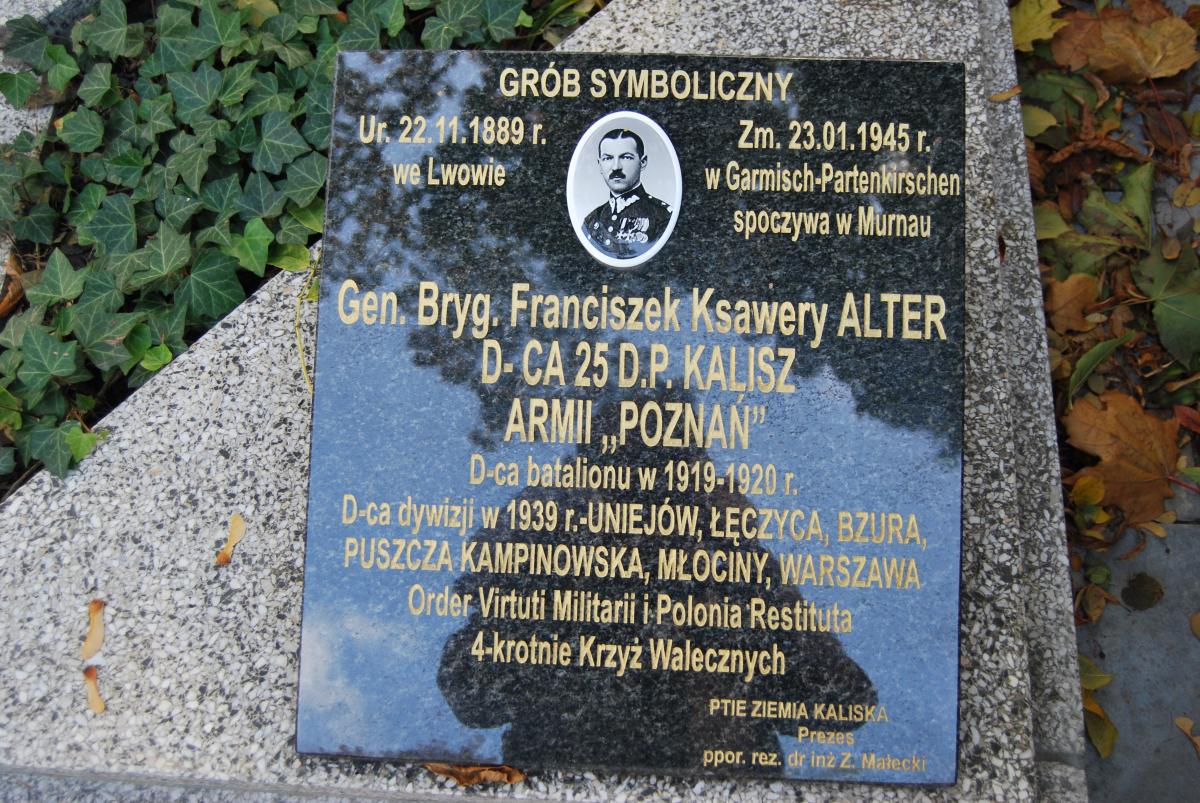 GRÓB SYMBOLICZNY
Ur. 22.11.1889 r.
we Lwowie
Zm. 23.01.1945 r.
w Garmisch-Partenkirschen
spoczywa w Murnau
Gen. Bryg. Franciszek Ksawery ALTER
D- CA 25 D.P. KALISZ
ARMII „POZNAŃ”
D-ca batalionu w 1919-1920 r.
D-ca dywizji w 1939 r.-UNIEJÓW, ŁĘCZYCA, BZURA,
PUSZCZA KAMPINOWSKA, MŁOCINY, WARSZAWA
Order Virtuti Militarii i Polonia Restituta
4-krotnie Krzyż Walecznych
PTIE ZIEMIA KALISKA
Prezes
ppor. rez. dr inż Z. Małecki